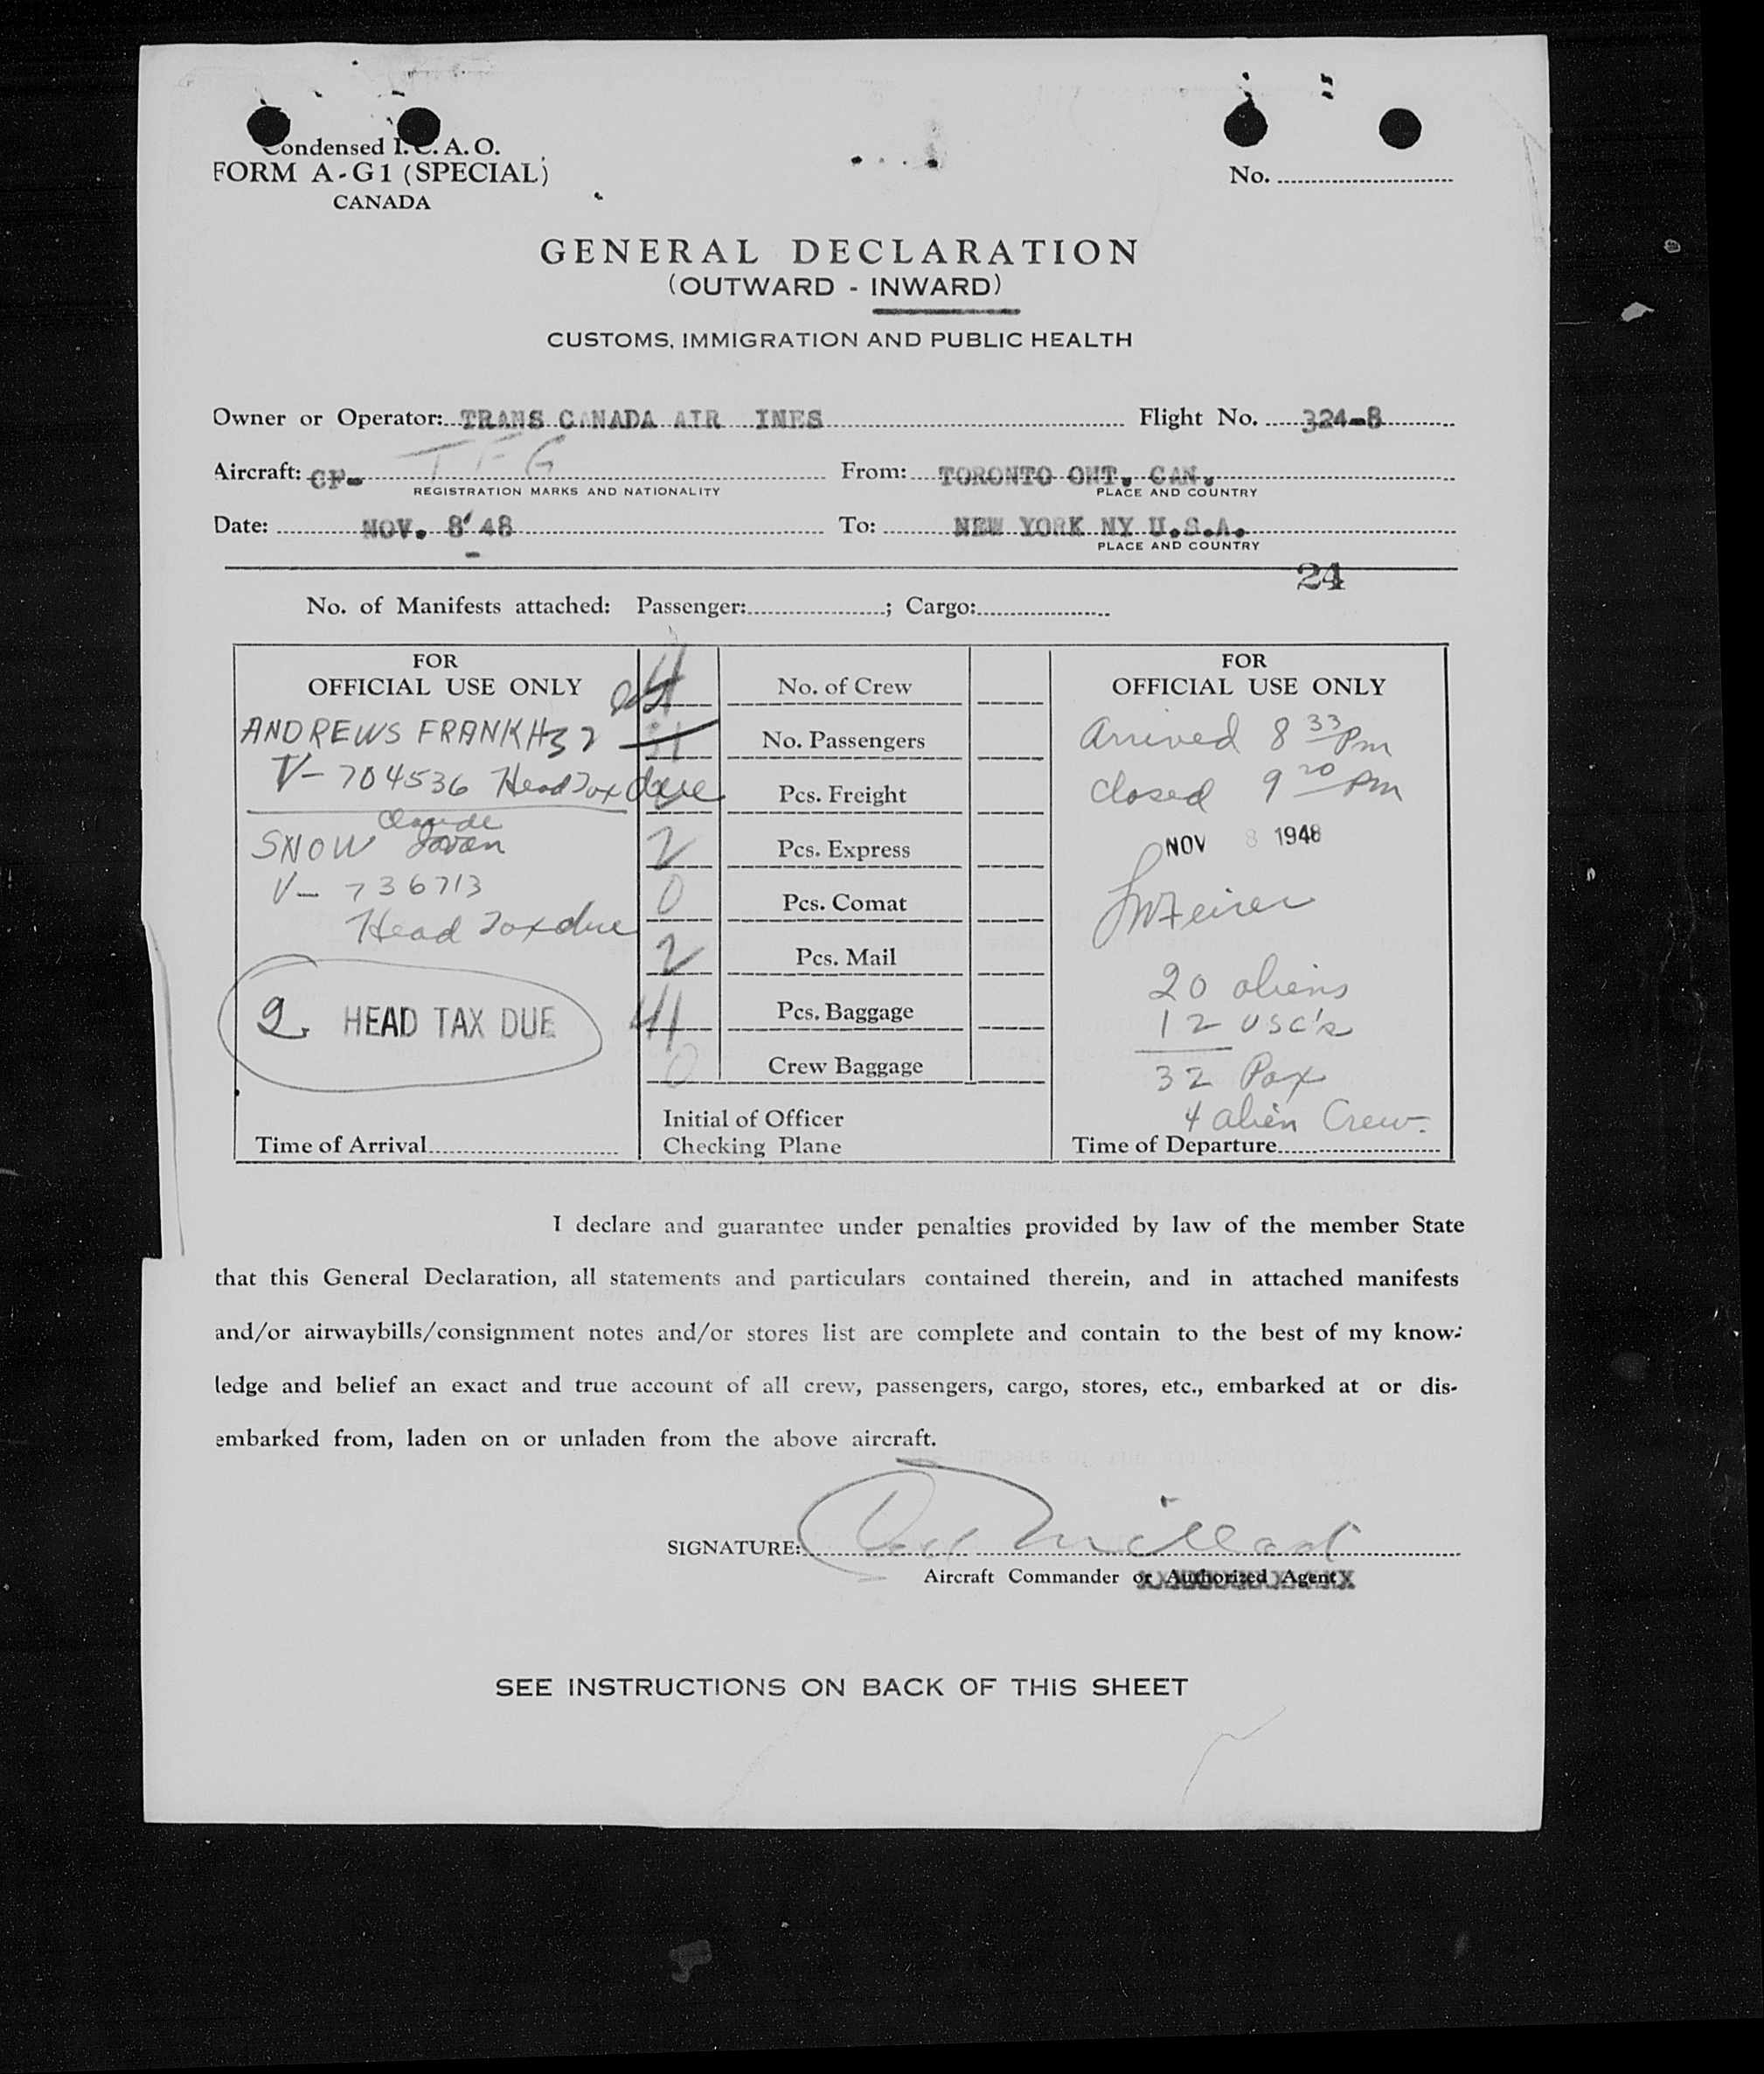 Condensed I.C.A.O.
FORM A-G1 (SPECIAL)
CANADA
No.
GENERAL DECLARATION
(OUTWARD - INWARD)
CUSTOMS, IMMIGRATION AND PUBLIC HEALTH
Owner or Operator: TRANS CANADA AIR INES Flight No. 324-8
Aircraft: CF- T F G From: TORONTO ONT. CAN.
REGISTRATION MARKS AND NATIONALITY PLACE AND COUNTRY
Date: NOV. 8' 48 To: NEW YORK NY U.S.A.
PLACE AND COUNTRY
24
No. of Manifests attached: Passenger: ; Cargo:
FOR
OFFICIAL USE ONLY
ANDREWS FRANK H
V- 704536 Head Tax due
Claude
SNOW
V- 736713
Head Tax due
2 HEAD TAX DUE
Time of Arrival
4 No. of Crew
32 No. Passengers
Pcs. Freight
2 Pcs. Express
0 Pcs. Comat
2 Pcs. Mail
41 Pcs. Baggage
0 Crew Baggage
Initial of Officer
Checking Plane
FOR
OFFICIAL USE ONLY
Arrived 8 33 Pm
Closed 9 20 Pm
NOV 8 1948
20 aliens
12 USC's
32 Pax
4 alien Crew.
Time of Departure
I declare and guarantee under penalties provided by law of the member State
that this General Declaration, all statements and particulars contained therein, and in attached manifests
and/or airwaybills/consignment notes and/or stores list are complete and contain to the best of my know-
ledge and belief an exact and true account of all crew, passengers, cargo, stores, etc., embarked at or dis-
embarked from, laden on or unladen from the above aircraft.
SIGNATURE:
Aircraft Commander or Authorized Agent
SEE INSTRUCTIONS ON BACK OF THIS SHEET